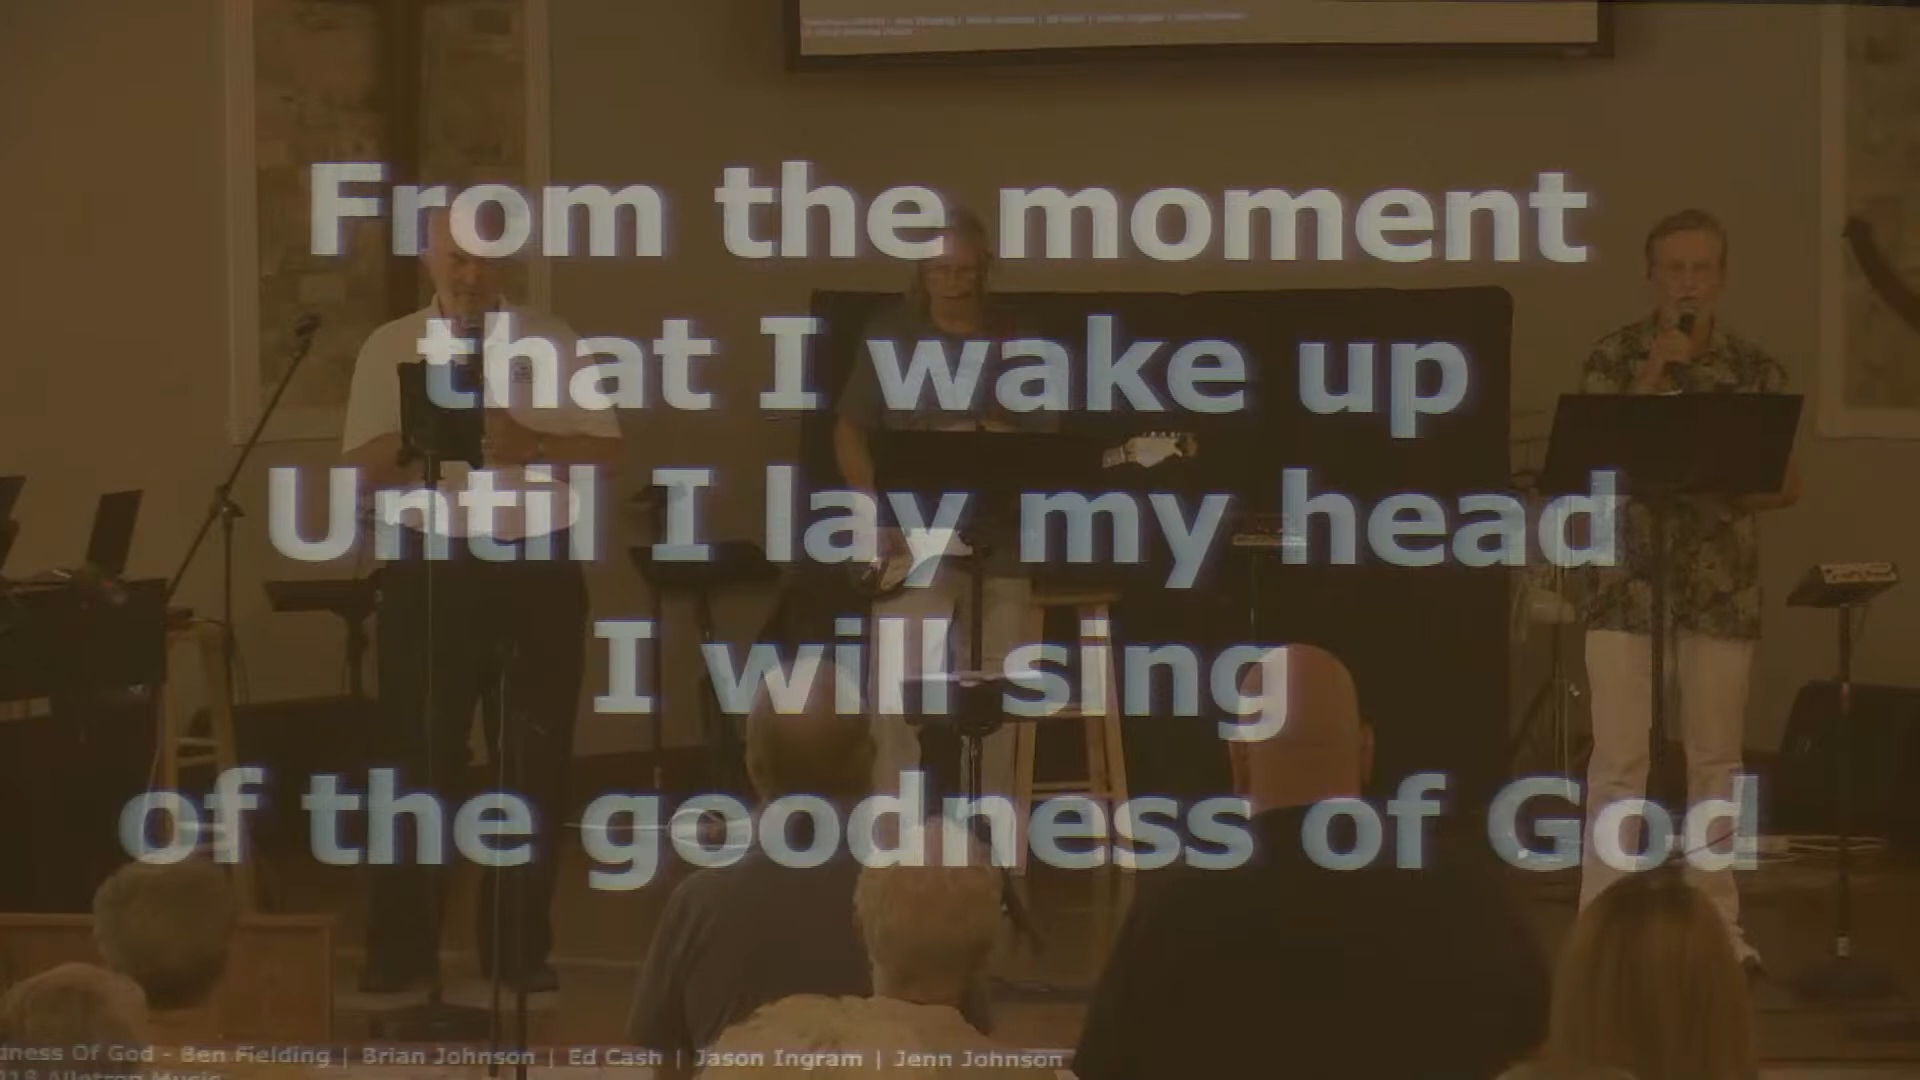 From the moment
that I wake up
Until I lay my head
I will sing
of the goodness of God
dness Of God - Ben Fielding | Brian Johnson | Ed Cash | Jason Ingram | Jenn Johnson
Music